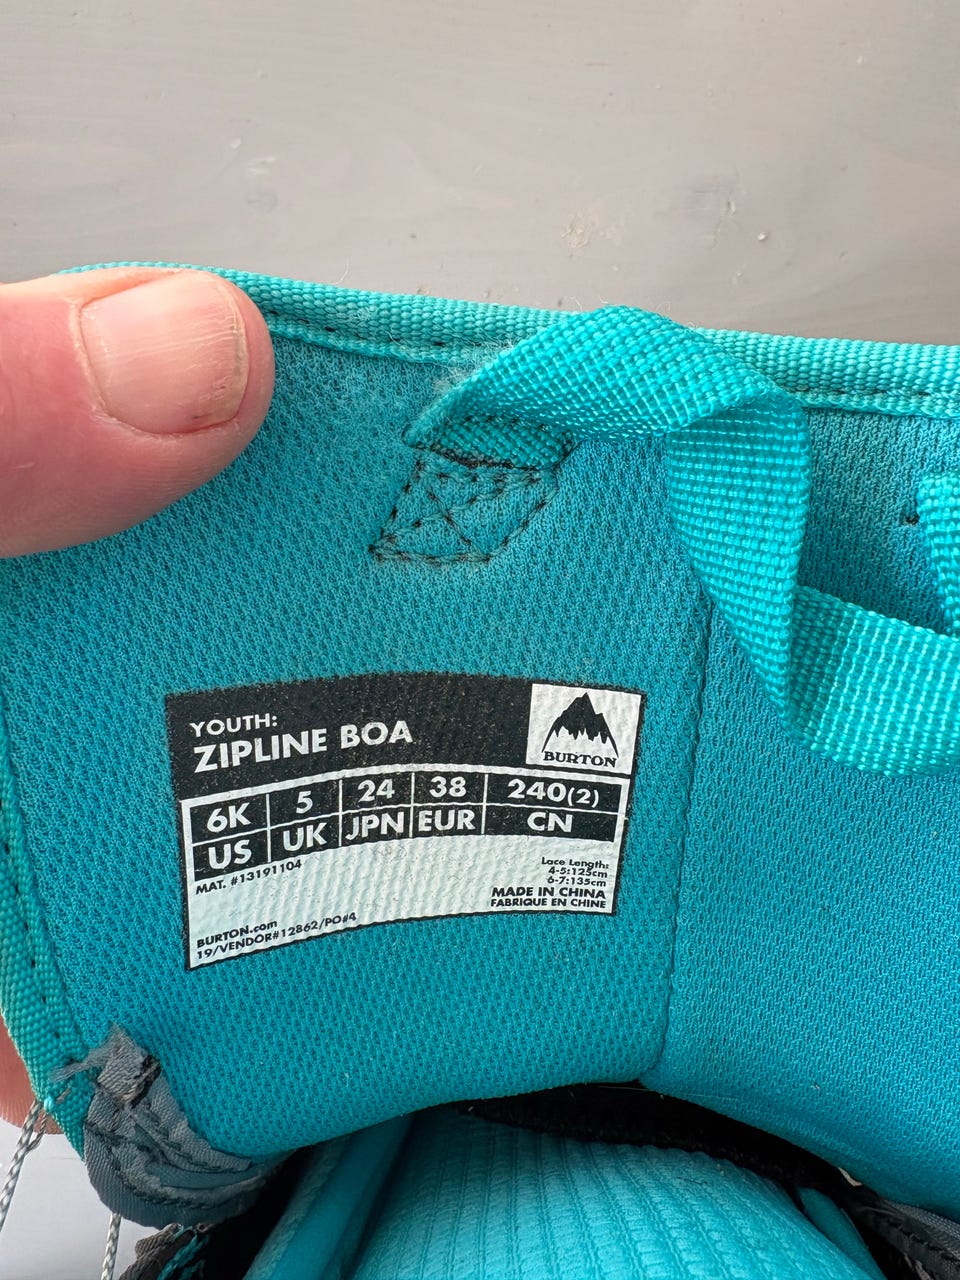 YOUTH:
ZIPLINE BOA
BURTON
6K 5 24 38 240(2)
US UK JPN EUR CN
MAT. #13191104
Lace Length:
4-5:125cm
6-7:135cm
MADE IN CHINA
FABRIQUE EN CHINE
BURTON.com
19/VENDOR#12862/PO#4